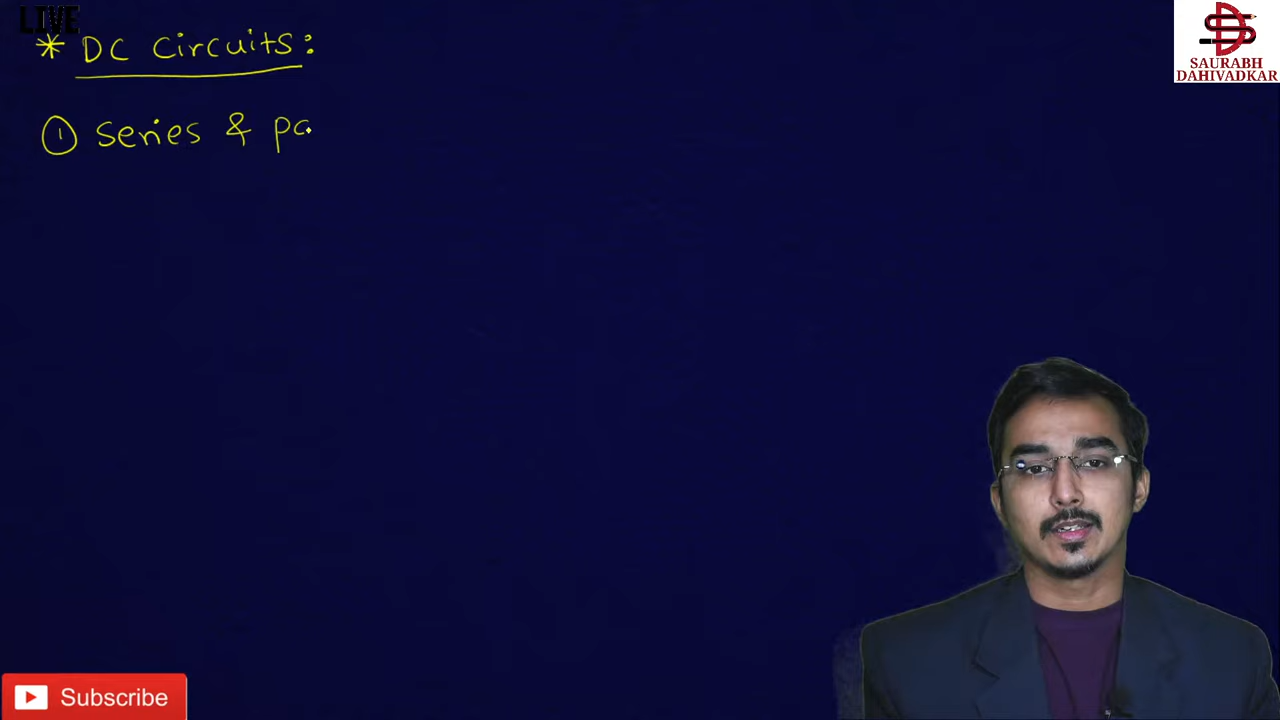 LIVE
* DC Circuits:
① Series & pa
SAURABH
DAHIVADKAR
Subscribe